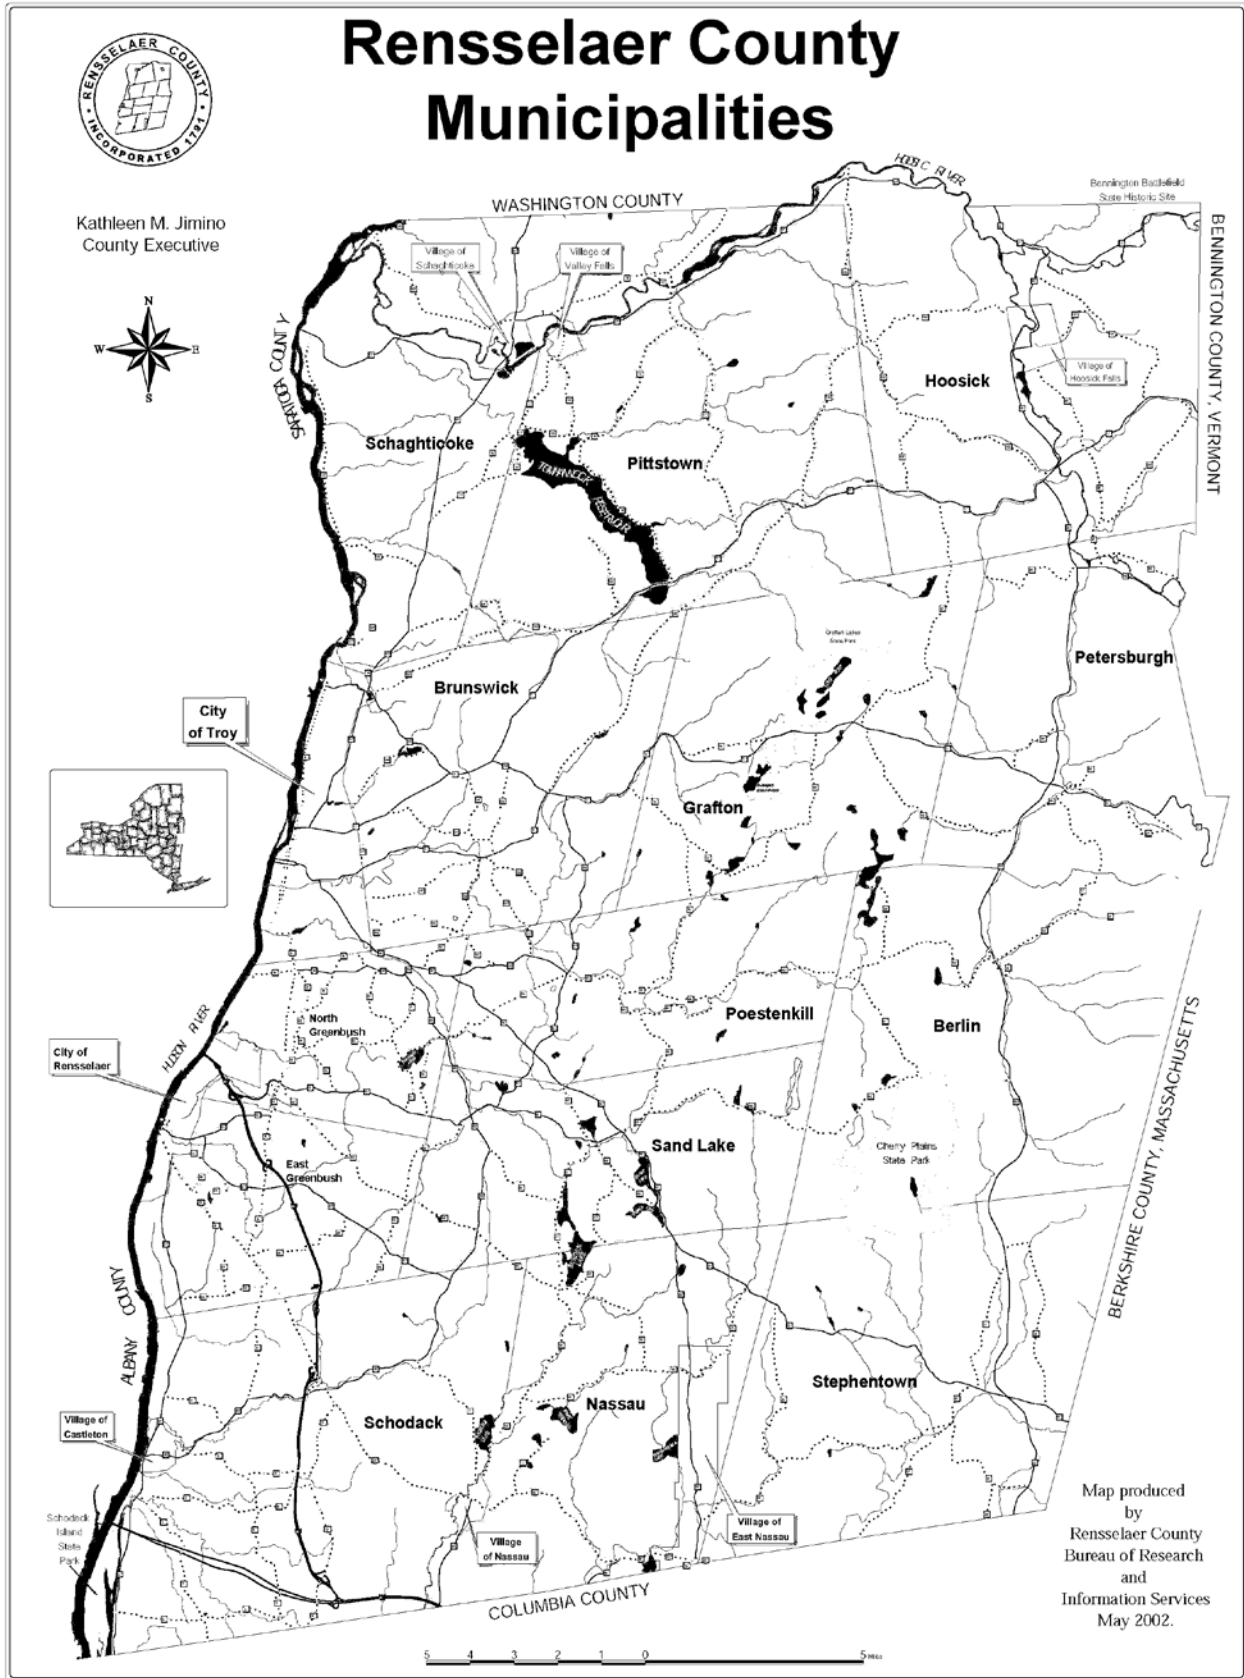 Rensselaer County
Municipalities
RENSSELAER COUNTY
INCORPORATED 1791
Kathleen M. Jimino
County Executive
N
W
E
S
WASHINGTON COUNTY
HOOSIC RIVER
Bennington Battlefield
State Historic Site
BENNINGTON COUNTY, VERMONT
SARATOGA COUNTY
Village of
Schaghticoke
Village of
Valley Falls
Village of
Hoosick Falls
Hoosick
Schaghticoke
Pittstown
TOMHANNOCK
RESERVOIR
Grafton Lakes
State Park
Petersburgh
Brunswick
City
of Troy
Grafton
North
Greenbush
Poestenkill
Berlin
HUDSON RIVER
City of
Rensselaer
Sand Lake
Cherry Plains
State Park
East
Greenbush
BERKSHIRE COUNTY, MASSACHUSETTS
ALBANY COUNTY
Stephentown
Nassau
Schodack
Village of
Castleton
Schodack
Island
State
Park
Village
of Nassau
Village of
East Nassau
COLUMBIA COUNTY
Map produced
by
Rensselaer County
Bureau of Research
and
Information Services
May 2002.
5 4 3 2 1 0 5 Miles